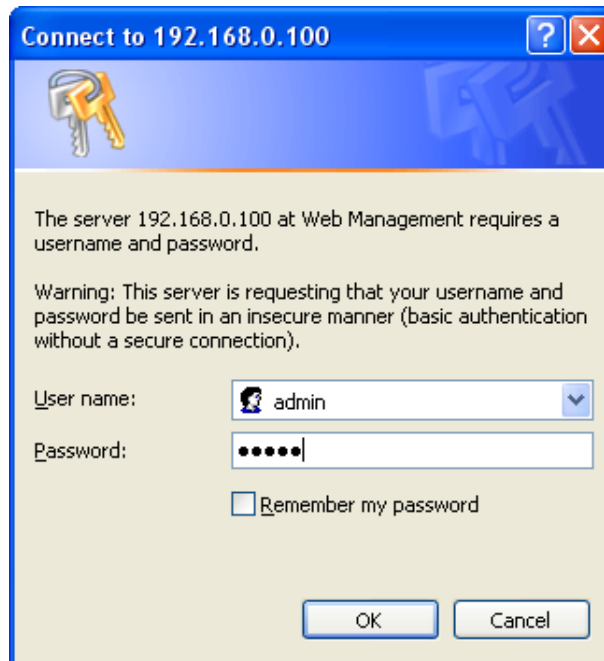 Connect to 192.168.0.100
The server 192.168.0.100 at Web Management requires a
username and password.
Warning: This server is requesting that your username and
password be sent in an insecure manner (basic authentication
without a secure connection).
User name:
admin
Password:
•••••
Remember my password
OK
Cancel